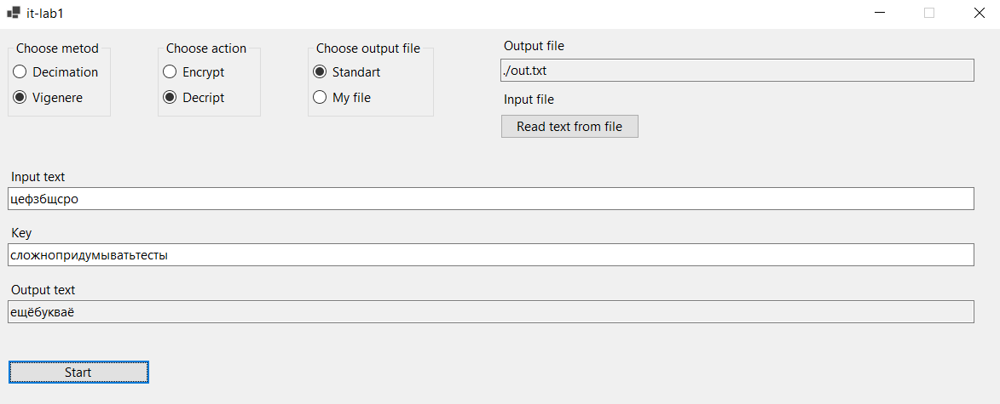 it-lab1
Choose metod
Decimation
Vigenere
Choose action
Encrypt
Decript
Choose output file
Standart
My file
Output file
./out.txt
Input file
Read text from file
Input text
цефзбщсро
Key
сложнопридумыватьтесты
Output text
ещёбукваё
Start